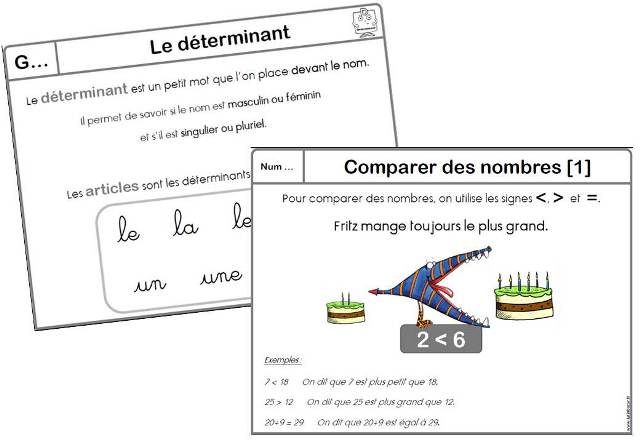 G...
Le déterminant
Le déterminant est un petit mot que l'on place devant le nom.
Il permet de savoir si le nom est masculin ou féminin
et s'il est singulier ou pluriel.
Les articles sont les déterminants
le la le
un une
Num ...
Comparer des nombres [1]
Pour comparer des nombres, on utilise les signes <, > et =.
Fritz mange toujours le plus grand.
2 < 6
Exemples :
7 < 18 On dit que 7 est plus petit que 18.
25 > 12 On dit que 25 est plus grand que 12.
20+9 = 29 On dit que 20+9 est égal à 29.